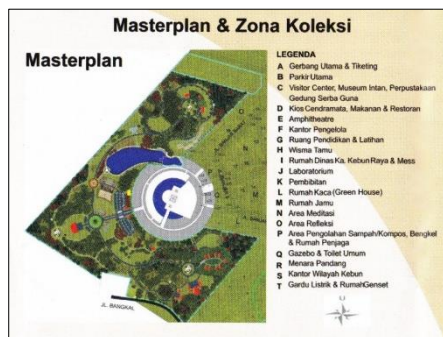 Masterplan & Zona Koleksi
Masterplan
LEGENDA
A Gerbang Utama & Tiketing
B Parkir Utama
C Visitor Center, Museum Intan, Perpustakaan
Gedung Serba Guna
D Kios Cendramata, Makanan & Restoran
E Amphitheatre
F Kantor Pengelola
G Ruang Pendidikan & Latihan
H Wisma Tamu
I Rumah Dinas Ka. Kebun Raya & Mess
J Laboratorium
K Pembibitan
L Rumah Kaca (Green House)
M Rumah Jamu
N Area Meditasi
O Area Refleksi
P Area Pengolahan Sampah/Kompos, Bengkel
& Rumah Penjaga
Q Gazebo & Toilet Umum
R Menara Pandang
S Kantor Wilayah Kebun
T Gardu Listrik & RumahGenset
JL. BANGKAL